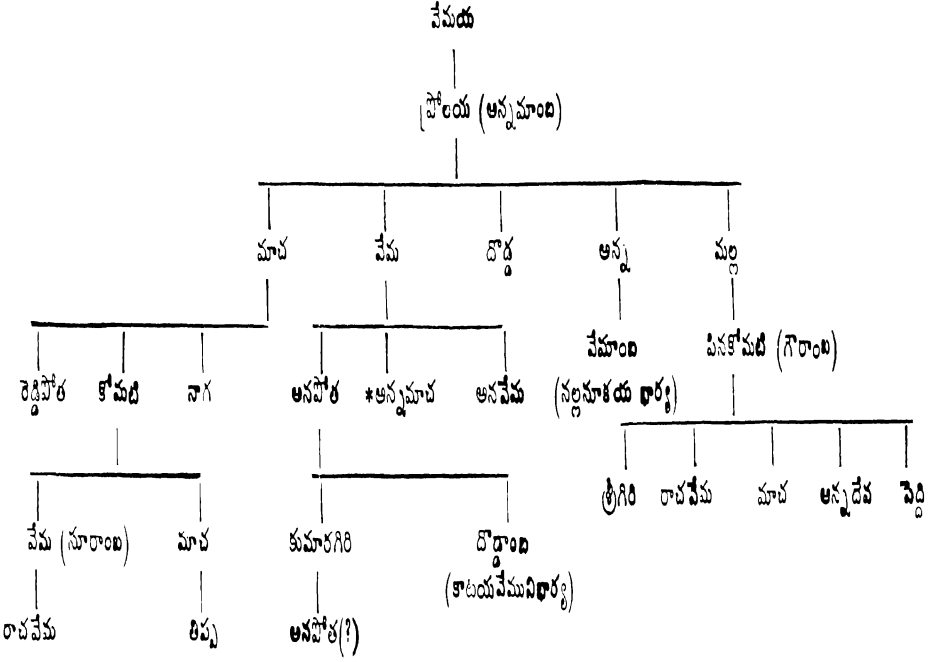 వేమయ
ప్రోలయ (అన్నమాంబ)
మాచ వేమ దొడ్డ అన్న మల్ల
వేమాంబ పినకోమటి (గౌరాంబ)
రెడ్డిపోత కోమటి నాగ అనపోత *అన్నమాచ అనవేమ (నల్లనూకయ భార్య)
శ్రీగిరి రాచవేమ మాచ అన్నదేవ పెద్ది
వేమ (సూరాంబ) మాచ కుమారగిరి దొడ్డాంబ
(కాటయవేమునిభార్య)
రాచవేమ తిప్ప అనపోత(?)